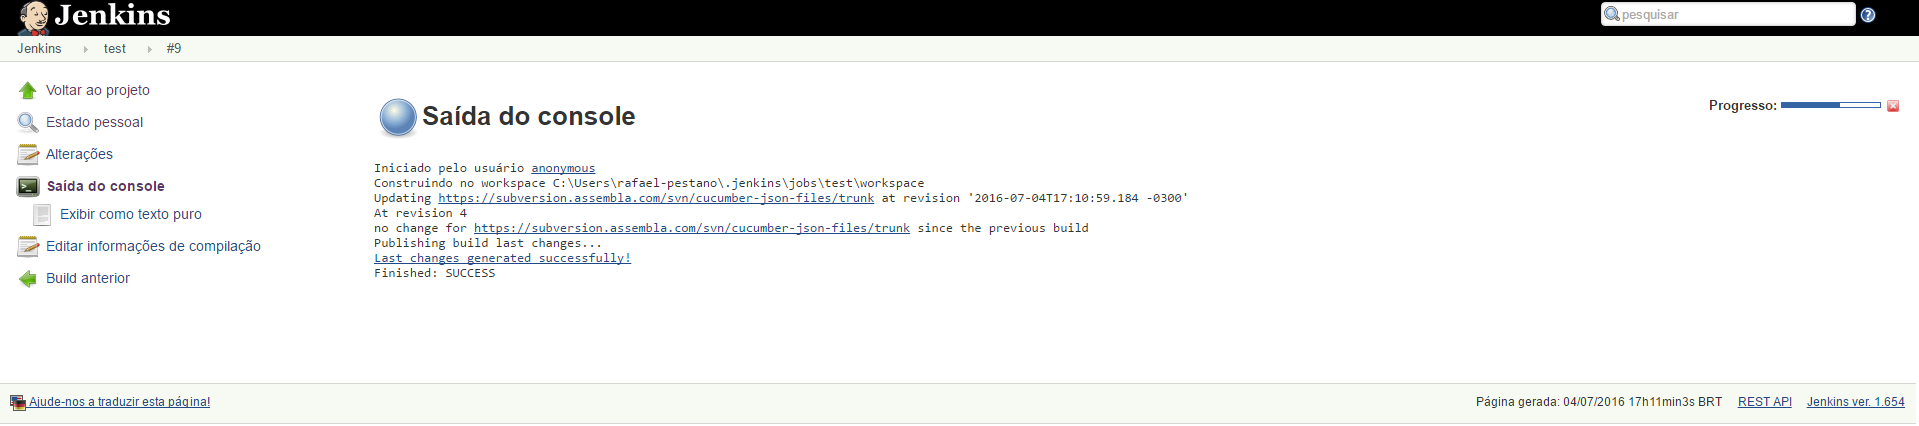 Jenkins
pesquisar
Jenkins test #9
Voltar ao projeto
Estado pessoal
Alterações
Saída do console
Exibir como texto puro
Editar informações de compilação
Build anterior
Saída do console
Progresso:
Iniciado pelo usuário anonymous
Construindo no workspace C:\Users\rafael-pestano\.jenkins\jobs\test\workspace
Updating https://subversion.assembla.com/svn/cucumber-json-files/trunk at revision '2016-07-04T17:10:59.184 -0300'
At revision 4
no change for https://subversion.assembla.com/svn/cucumber-json-files/trunk since the previous build
Publishing build last changes...
Last changes generated successfully!
Finished: SUCCESS
Ajude-nos a traduzir esta página!
Página gerada: 04/07/2016 17h11min3s BRT REST API Jenkins ver. 1.654